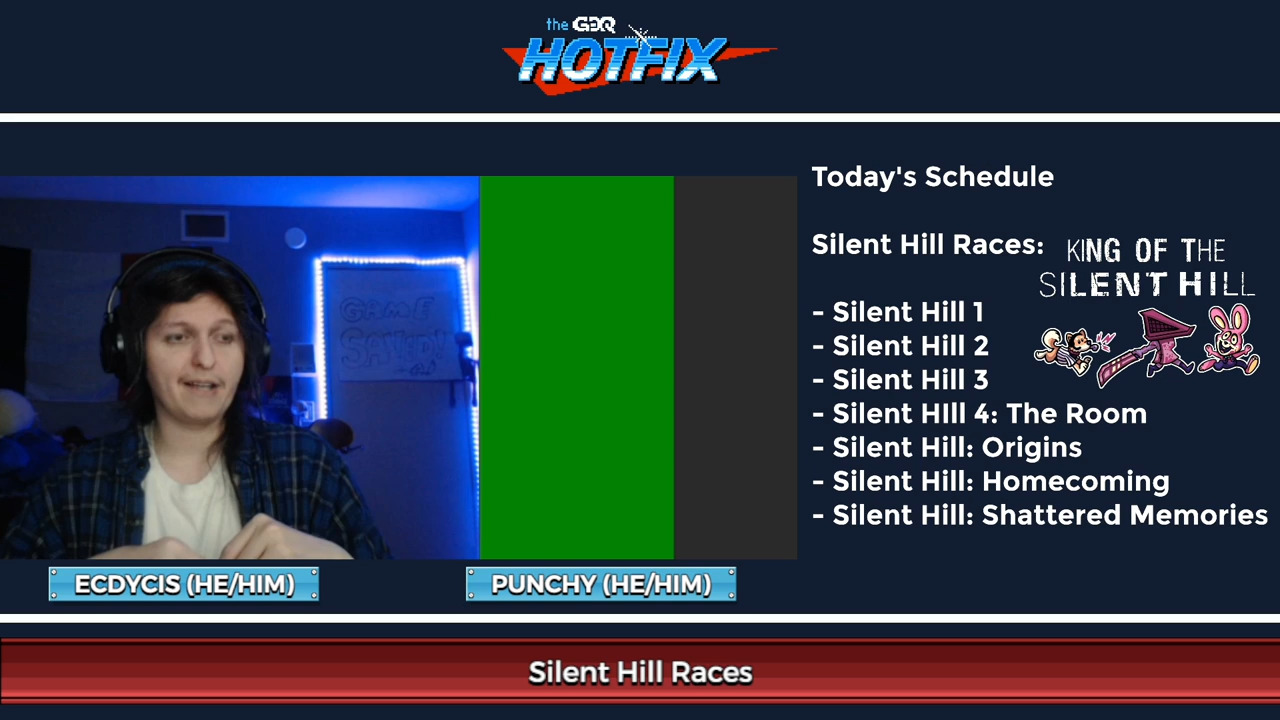 the GDQ
HOTFIX
Today's Schedule
Silent Hill Races:
KING OF THE
SILENT HILL
- Silent Hill 1
- Silent Hill 2
- Silent Hill 3
- Silent HIll 4: The Room
- Silent Hill: Origins
- Silent Hill: Homecoming
- Silent Hill: Shattered Memories
GAME
SAVED!
ECDYCIS (HE/HIM)
PUNCHY (HE/HIM)
Silent Hill Races